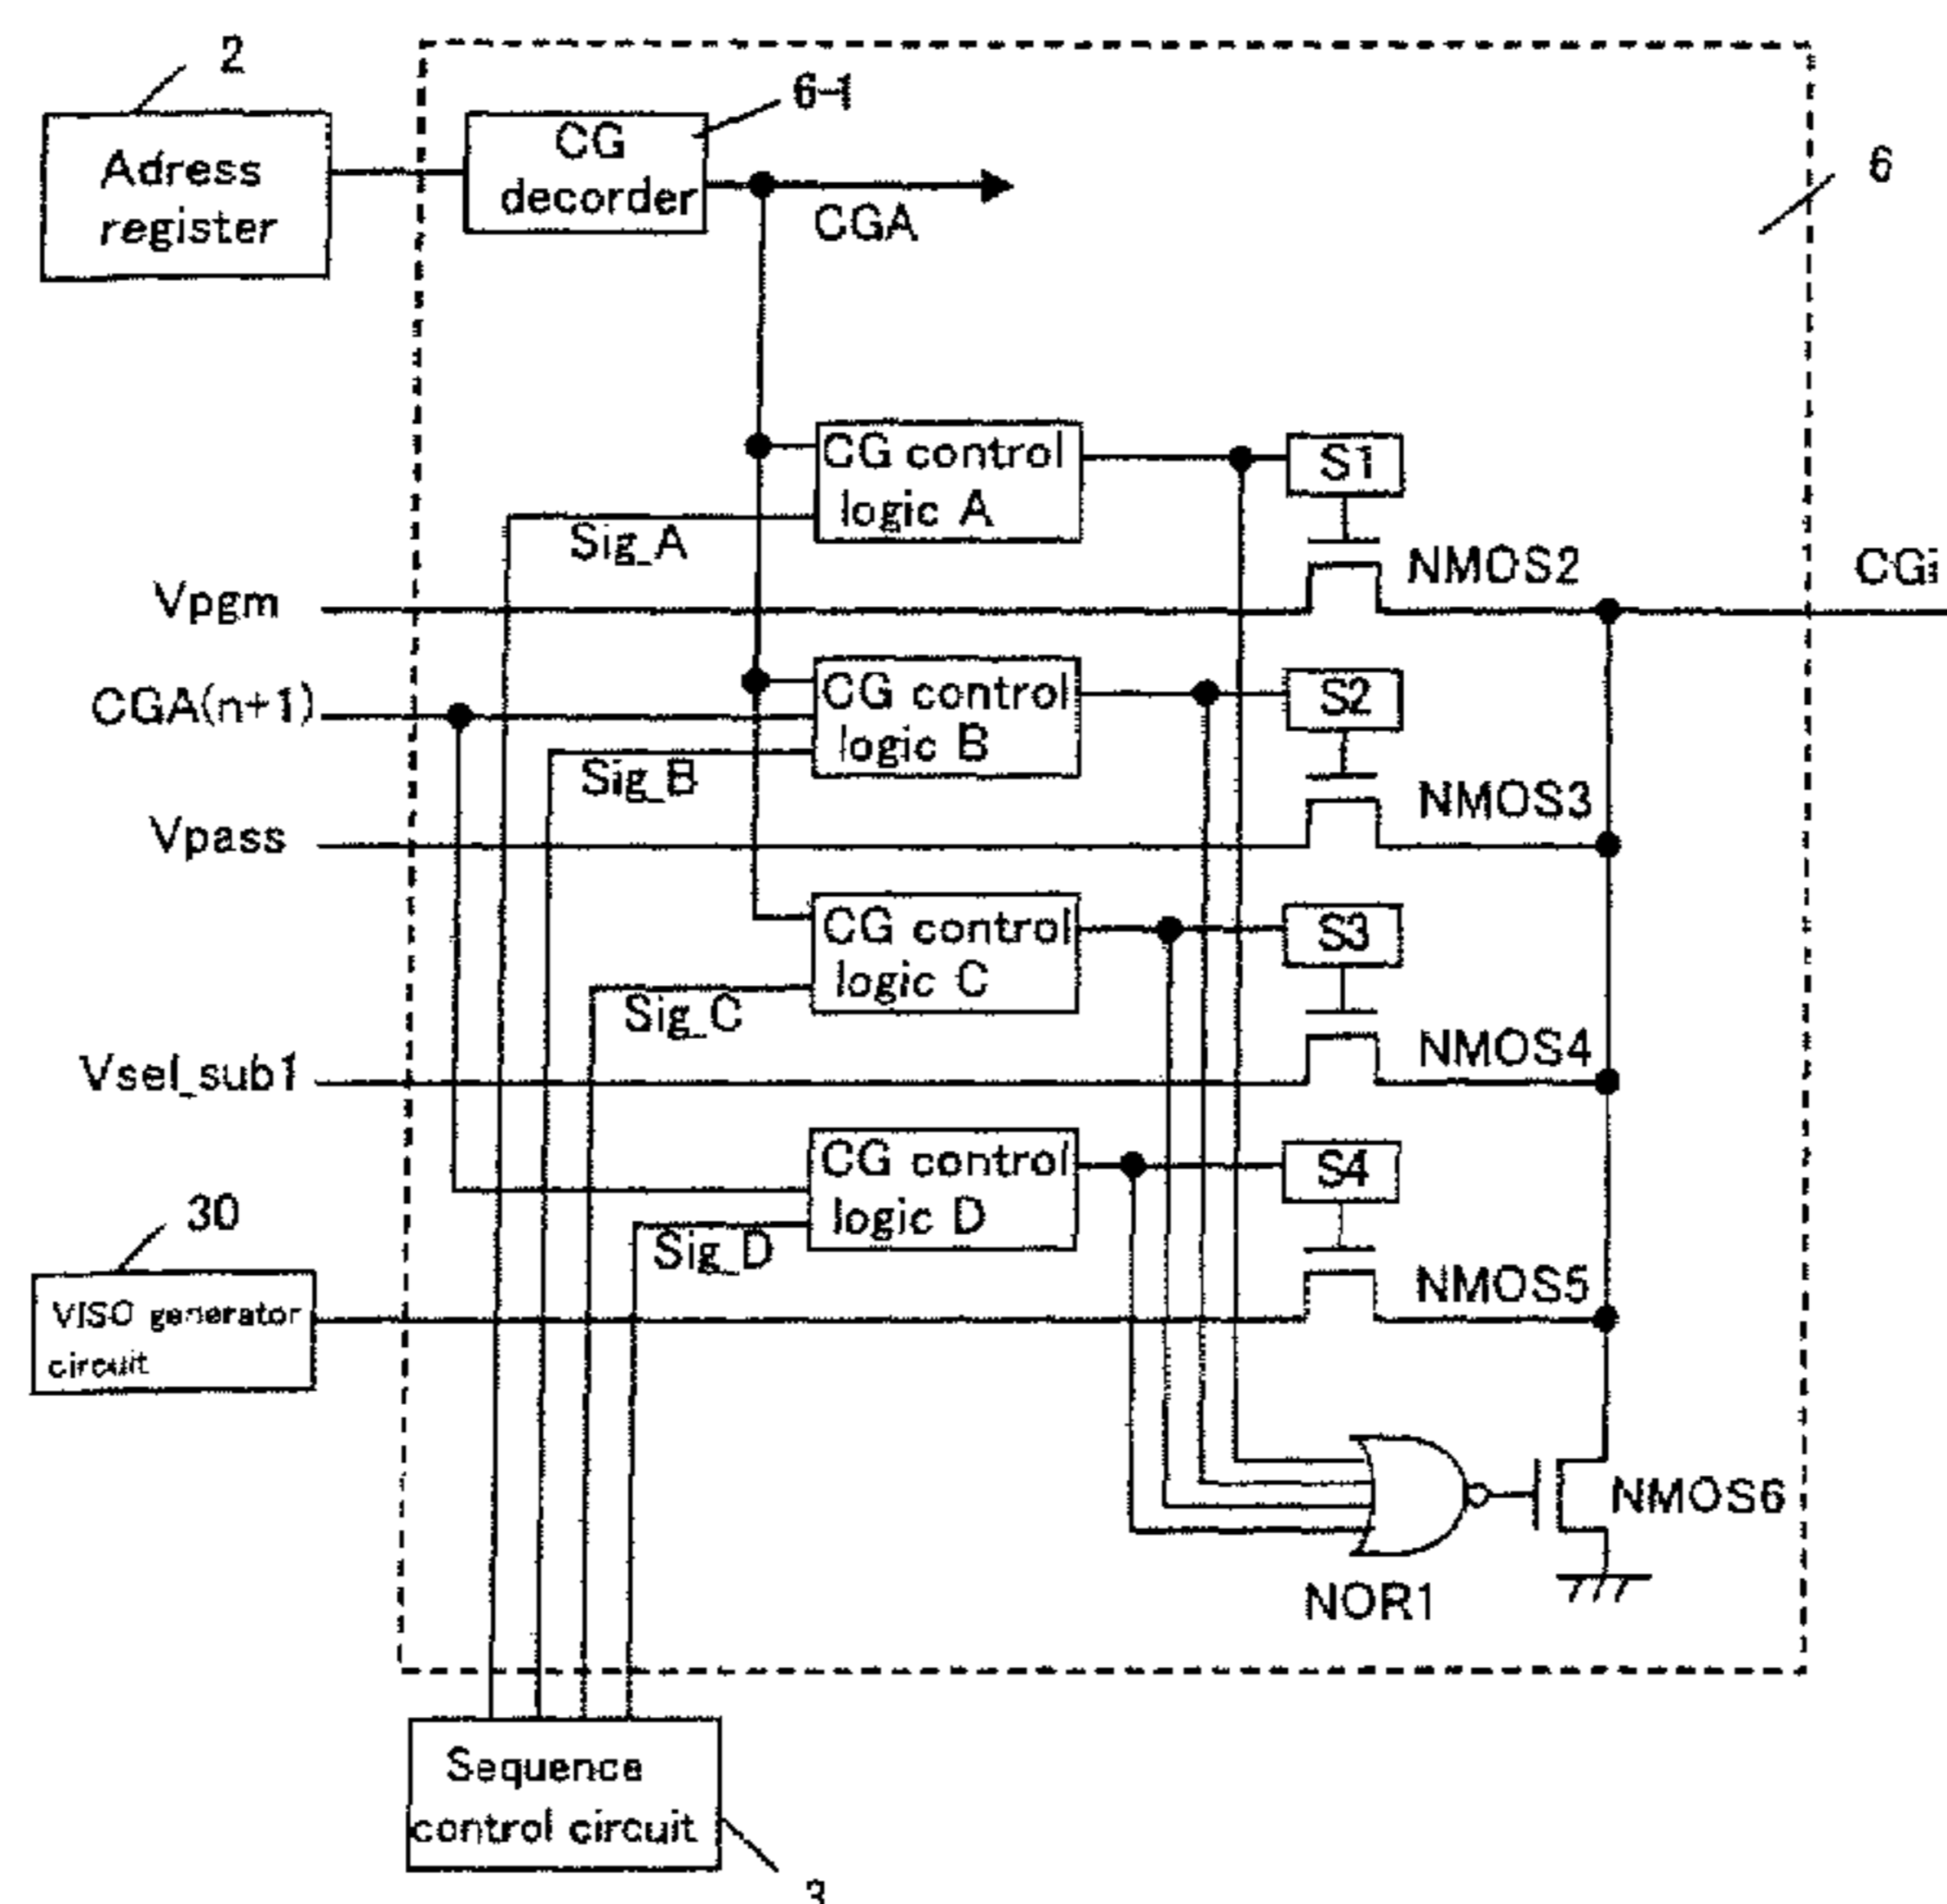 2
Adress
register
CG
decorder
6-1
CGA
6
CG control
logic A
S1
Sig_A
NMOS2
CGi
Vpgm
CGA(n+1)
CG control
logic B
S2
Sig_B
NMOS3
Vpass
CG control
logic C
S3
Sig_C
NMOS4
Vsel_sub1
CG control
logic D
S4
Sig_D
NMOS5
30
VISO generator
circuit
NMOS6
NOR1
Sequence
control circuit
3